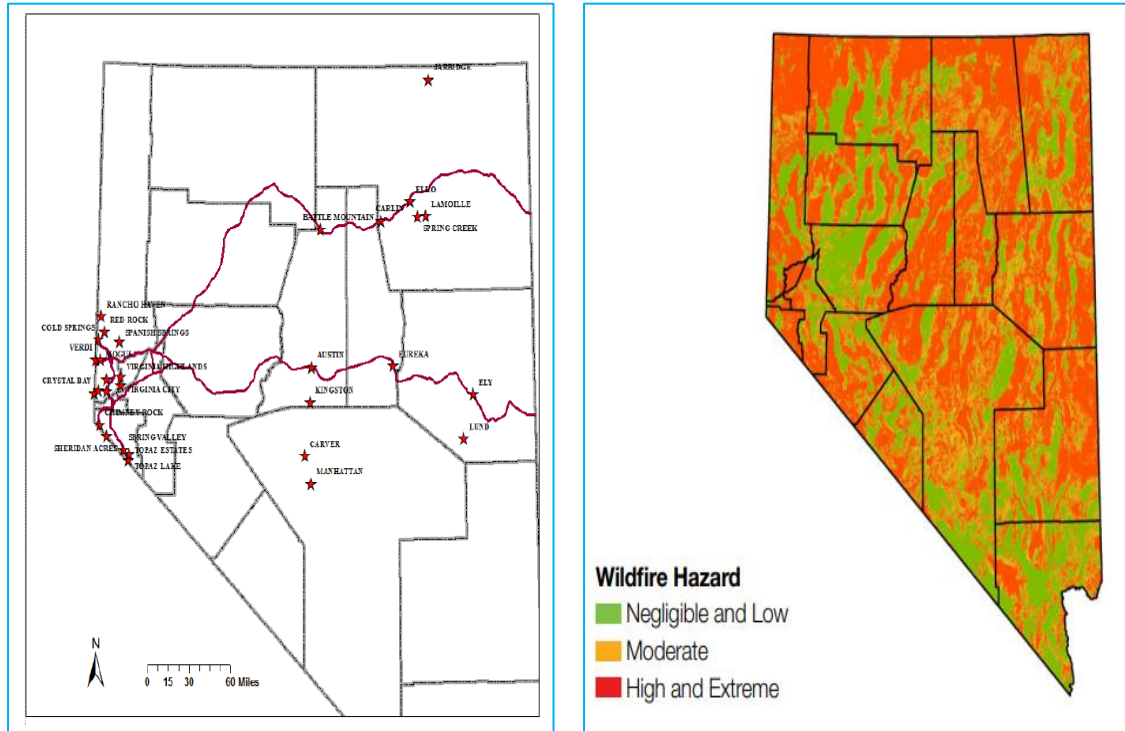 JARBIDGE
ELKO
CARLIN
LAMOILLE
BATTLE MOUNTAIN
SPRING CREEK
RANCHO HAVEN
RED ROCK
COLD SPRINGS
SPANISH SPRINGS
VERDI
MOGUL
AUSTIN
EUREKA
VIRGINIA HIGHLANDS
CRYSTAL BAY
VIRGINIA CITY
KINGSTON
ELY
CHIMNEY ROCK
LUND
SPRING VALLEY
SHERIDAN ACRES
TOPAZ ESTATES
CARVER
TOPAZ LAKE
MANHATTAN
N
0 15 30 60 Miles
Wildfire Hazard
Negligible and Low
Moderate
High and Extreme